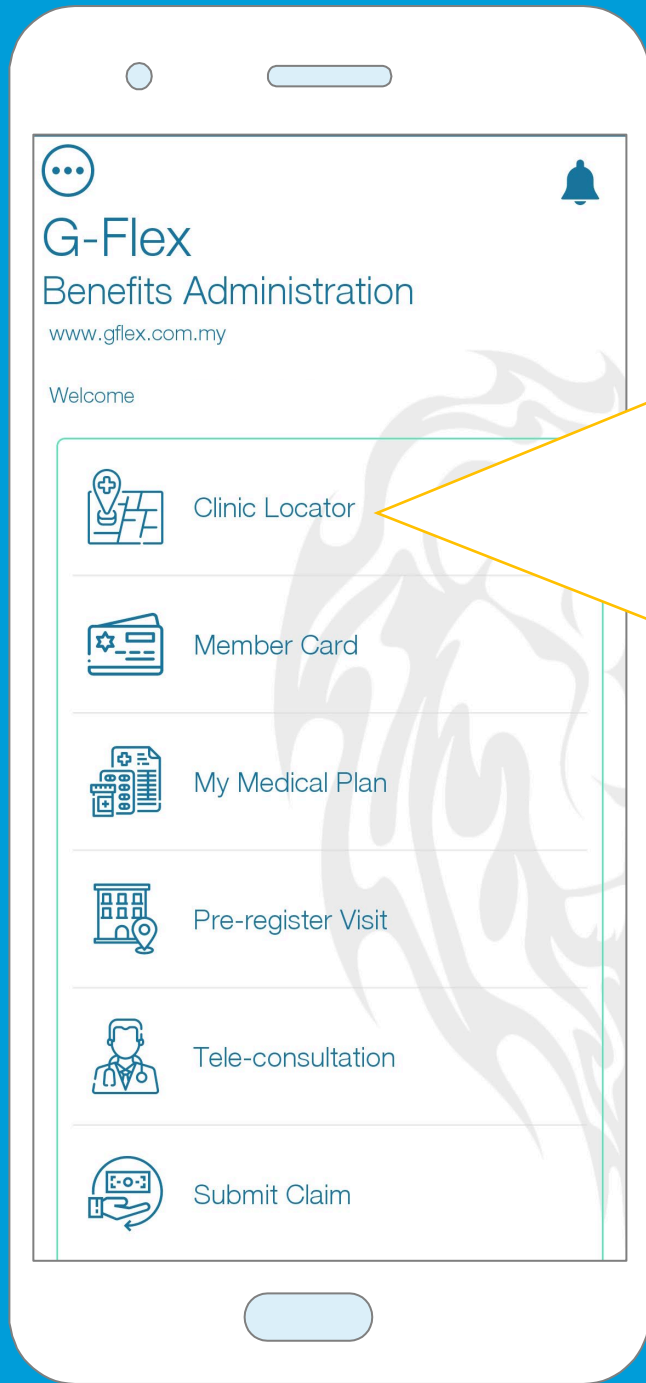 G-Flex
Benefits Administration
www.gflex.com.my
Welcome
Clinic Locator
Member Card
My Medical Plan
Pre-register Visit
Tele-consultation
Submit Claim